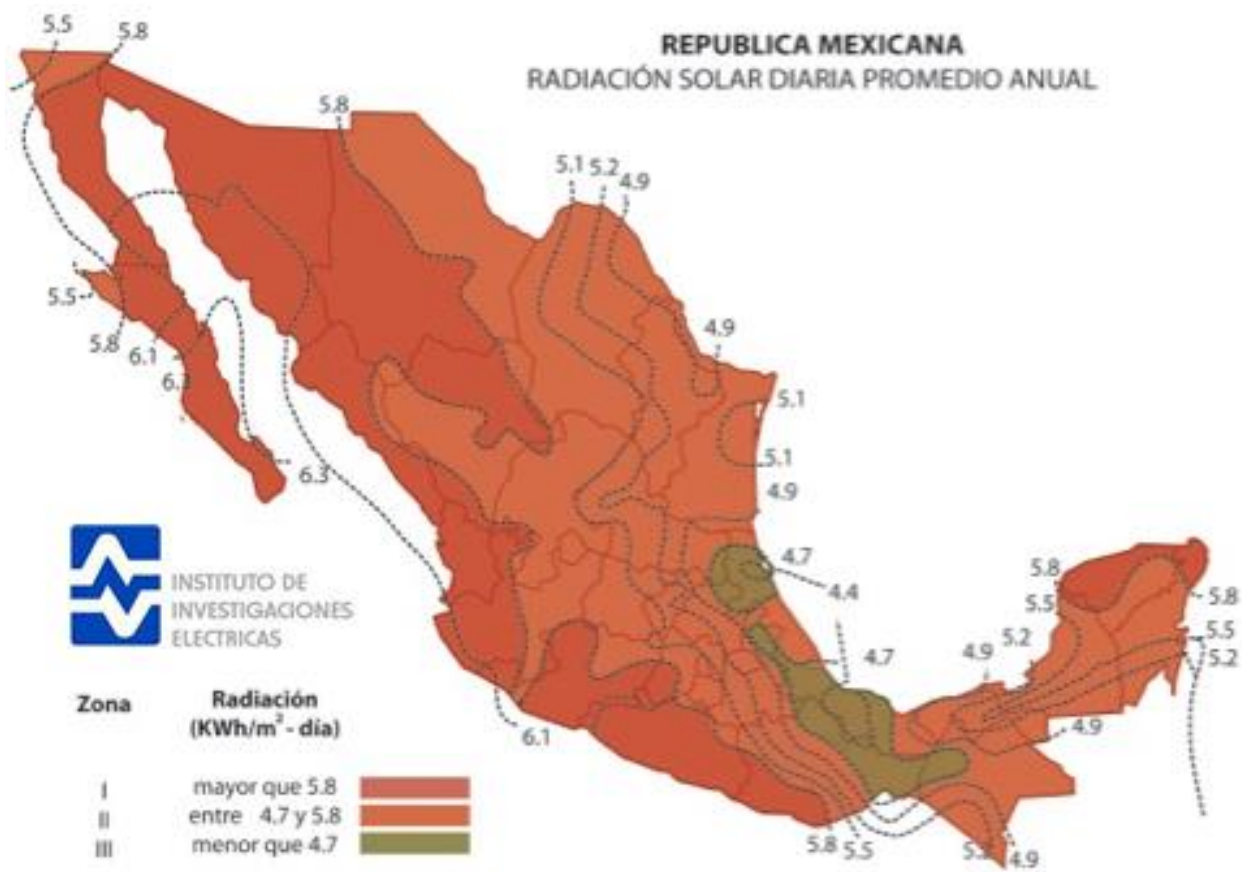 REPUBLICA MEXICANA
RADIACIÓN SOLAR DIARIA PROMEDIO ANUAL
5.5
5.8
5.8
5.1
5.2
4.9
5.5
5.8
6.1
6.3
4.9
5.1
5.1
4.9
4.7
4.4
4.7
6.1
5.8
5.5
4.9
5.8
5.5
5.2
4.9
5.8
5.5
5.2
4.9
INSTITUTO DE
INVESTIGACIONES
ELECTRICAS
Zona Radiación
(KWh/m² - día)
I mayor que 5.8
II entre 4.7 y 5.8
III menor que 4.7